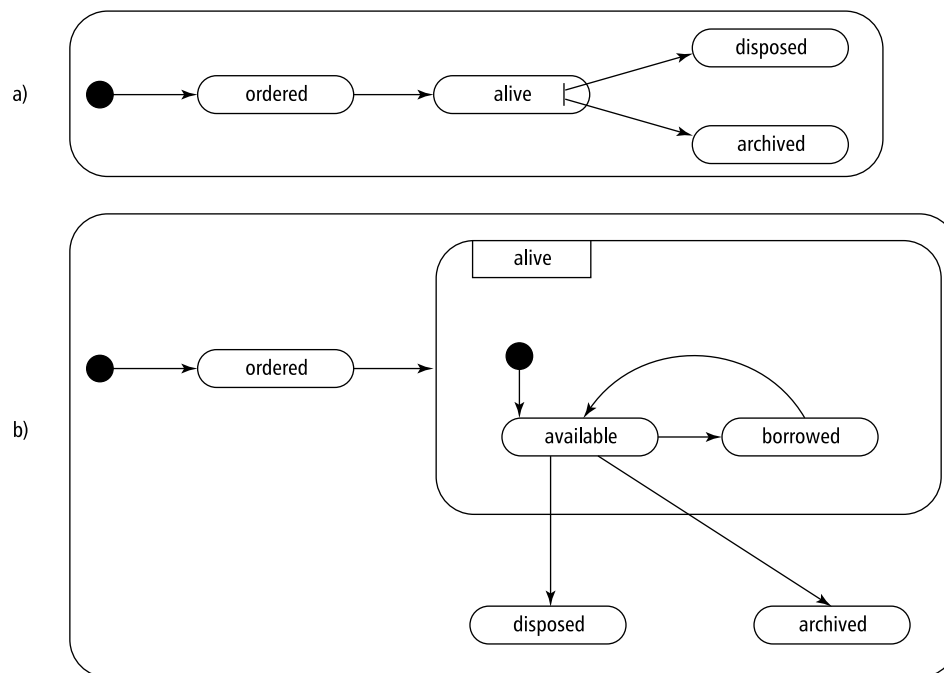 disposed
a)
ordered
alive
archived
alive
ordered
b)
available
borrowed
disposed
archived